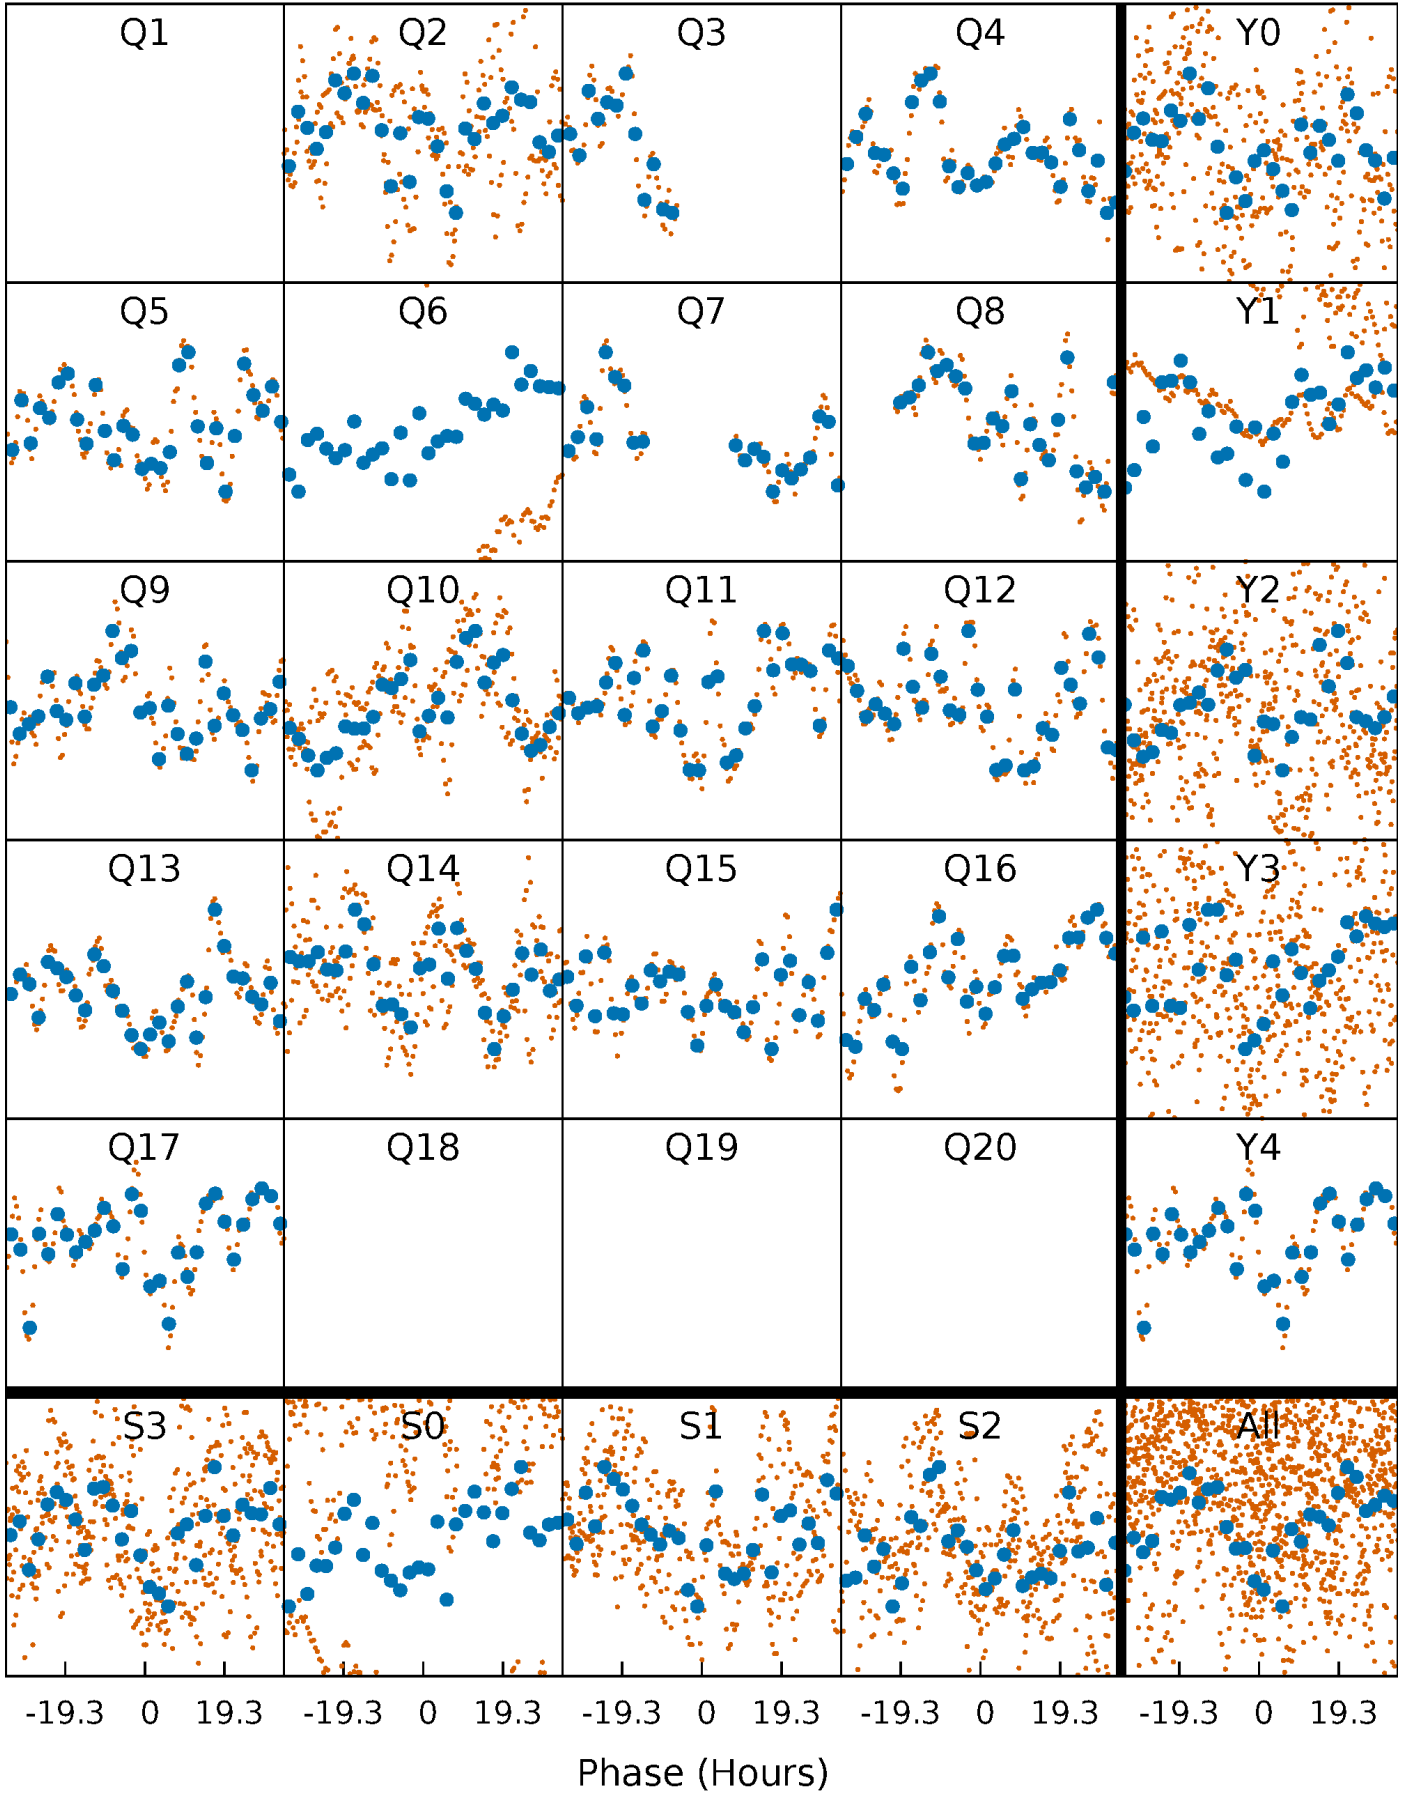 Q1 Q2 Q3 Q4 Y0
Q5 Q6 Q7 Q8 Y1
Q9 Q10 Q11 Q12 Y2
Q13 Q14 Q15 Q16 Y3
Q17 Q18 Q19 Q20 Y4
S3 S0 S1 S2 All
-19.3 0 19.3 -19.3 0 19.3 -19.3 0 19.3 -19.3 0 19.3 -19.3 0 19.3
Phase (Hours)